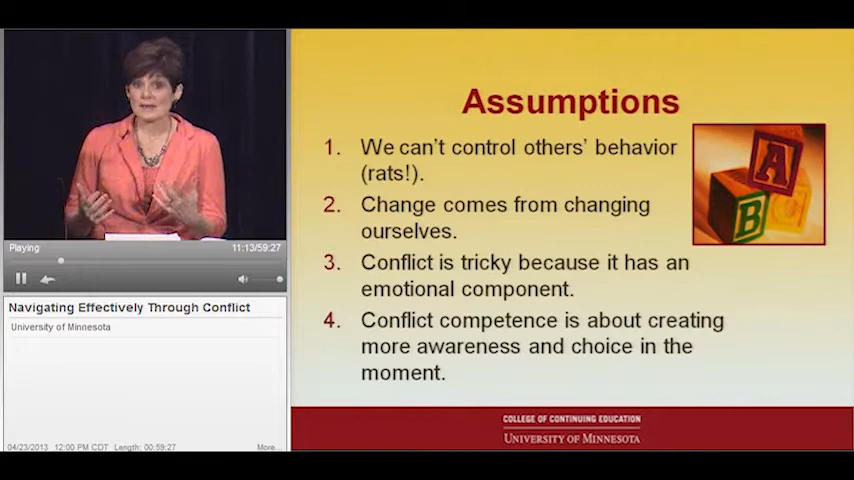 Playing
11:13/59:27
Navigating Effectively Through Conflict
University of Minnesota
04/23/2013 12:00 PM CDT Length: 00:59:27 More...
Assumptions
1. We can't control others' behavior
(rats!).
2. Change comes from changing
ourselves.
3. Conflict is tricky because it has an
emotional component.
4. Conflict competence is about creating
more awareness and choice in the
moment.
A
B
COLLEGE OF CONTINUING EDUCATION
UNIVERSITY OF MINNESOTA